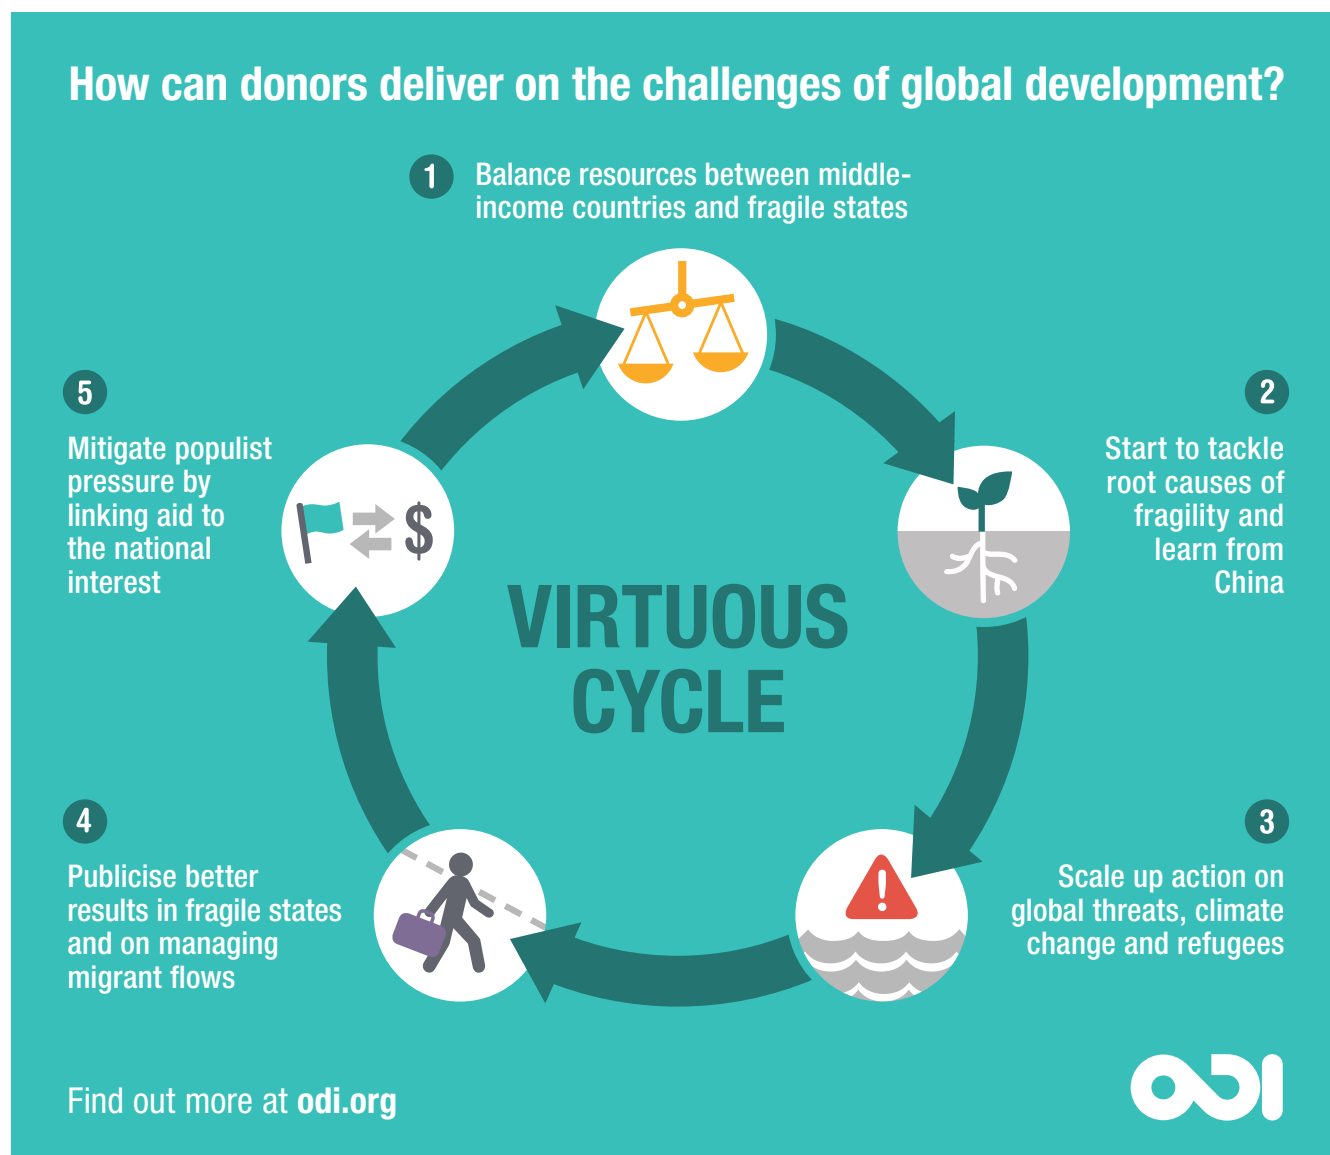 How can donors deliver on the challenges of global development?
1
Balance resources between middle-
income countries and fragile states
2
Start to tackle
root causes of
fragility and
learn from
China
3
Scale up action on
global threats, climate
change and refugees
4
Publicise better
results in fragile states
and on managing
migrant flows
5
Mitigate populist
pressure by
linking aid to
the national
interest
$
VIRTUOUS
CYCLE
Find out more at odi.org
ODI